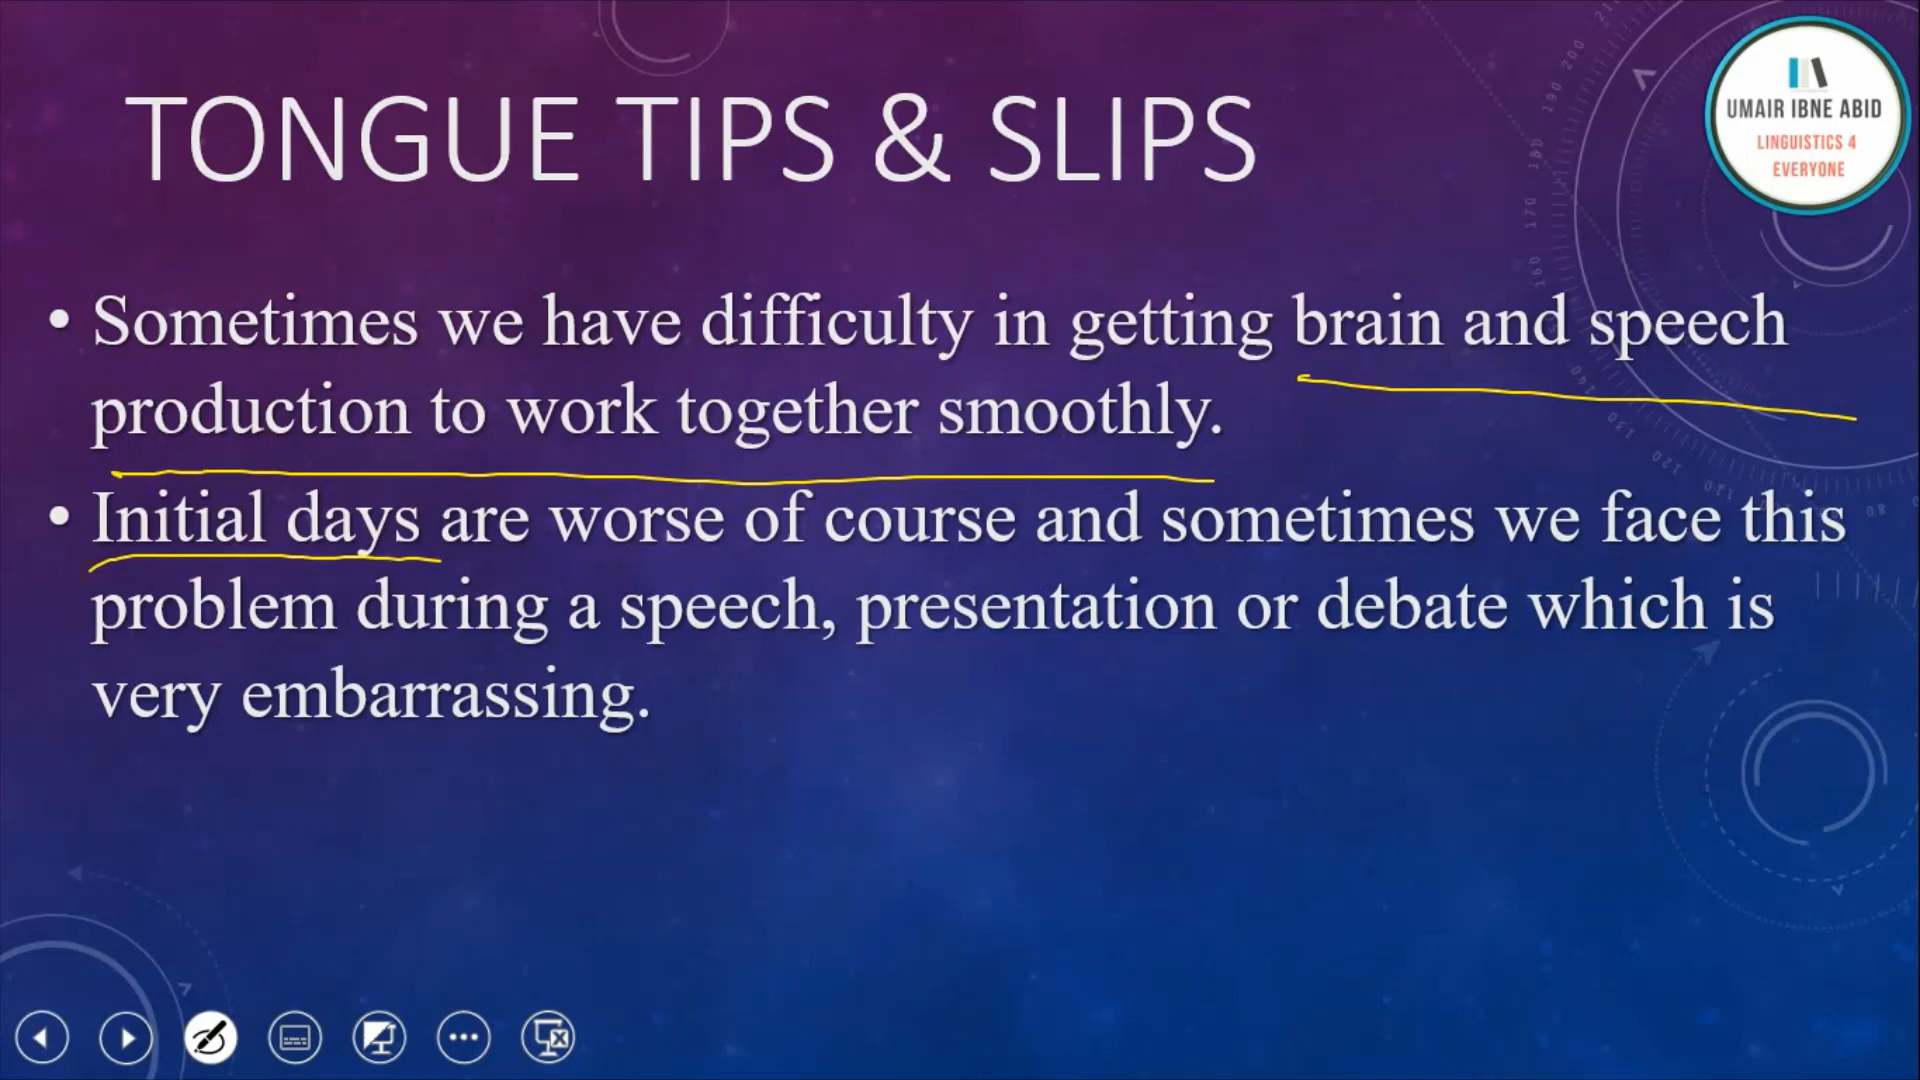 TONGUE TIPS & SLIPS
UMAIR IBNE ABID
LINGUISTICS 4
EVERYONE
• Sometimes we have difficulty in getting brain and speech
production to work together smoothly.
• Initial days are worse of course and sometimes we face this
problem during a speech, presentation or debate which is
very embarrassing.